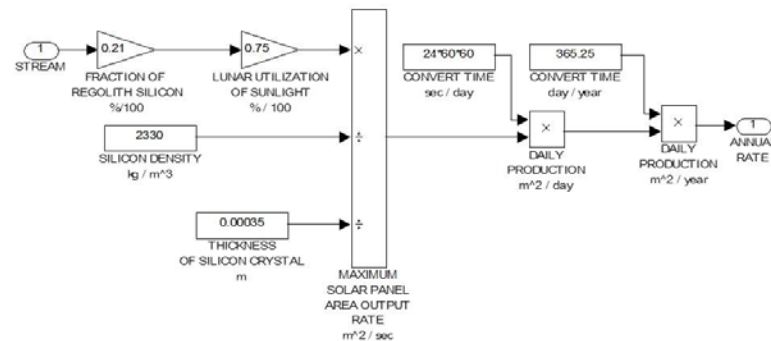 1
STREAM
0.21
FRACTION OF
REGOLITH SILICON
%/100
0.75
LUNAR UTILIZATION
OF SUNLIGHT
% / 100
2330
SILICON DENSITY
kg / m^3
0.00035
THICKNESS
OF SILICON CRYSTAL
m
×
÷
÷
MAXIMUM
SOLAR PANEL
AREA OUTPUT
RATE
m^2 / sec
24*60*60
CONVERT TIME
sec / day
365.25
CONVERT TIME
day / year
×
DAILY
PRODUCTION
m^2 / day
×
DAILY
PRODUCTION
m^2 / year
1
ANNUAL
RATE